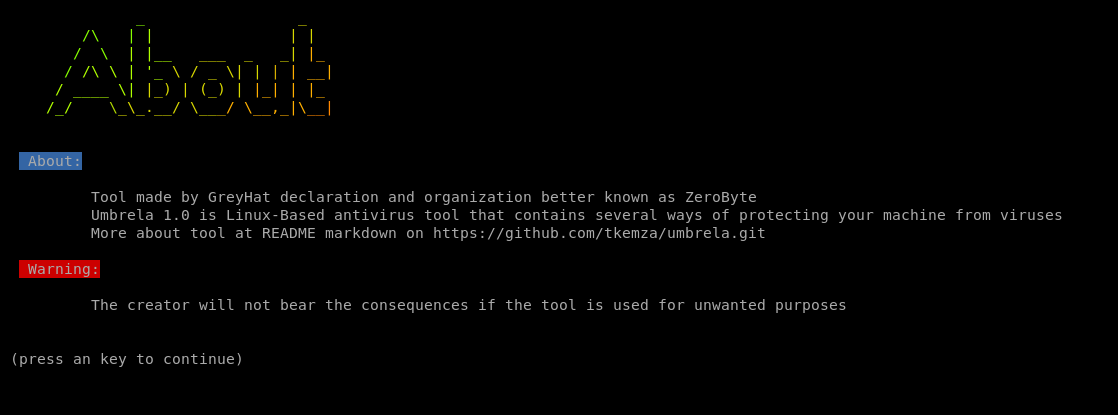 About
About:
Tool made by GreyHat declaration and organization better known as ZeroByte
Umbrela 1.0 is Linux-Based antivirus tool that contains several ways of protecting your machine from viruses
More about tool at README markdown on https://github.com/tkemza/umbrela.git
Warning:
The creator will not bear the consequences if the tool is used for unwanted purposes
(press an key to continue)